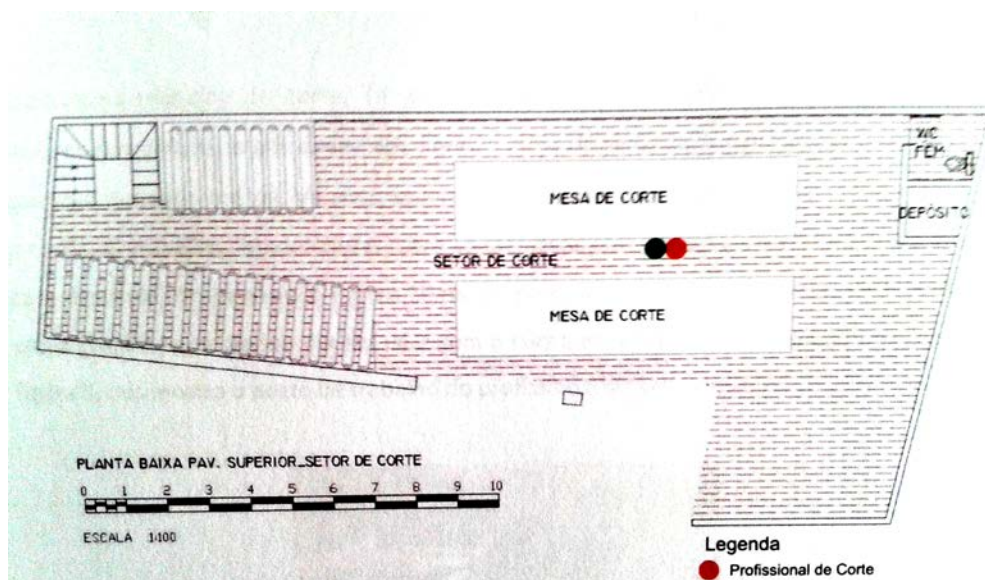 WC
FEM
MESA DE CORTE
DEPÓSITO
SETOR DE CORTE
MESA DE CORTE
PLANTA BAIXA PAV. SUPERIOR_SETOR DE CORTE
0 1 2 3 4 5 6 7 8 9 10
ESCALA 1:100
Legenda
Profissional de Corte